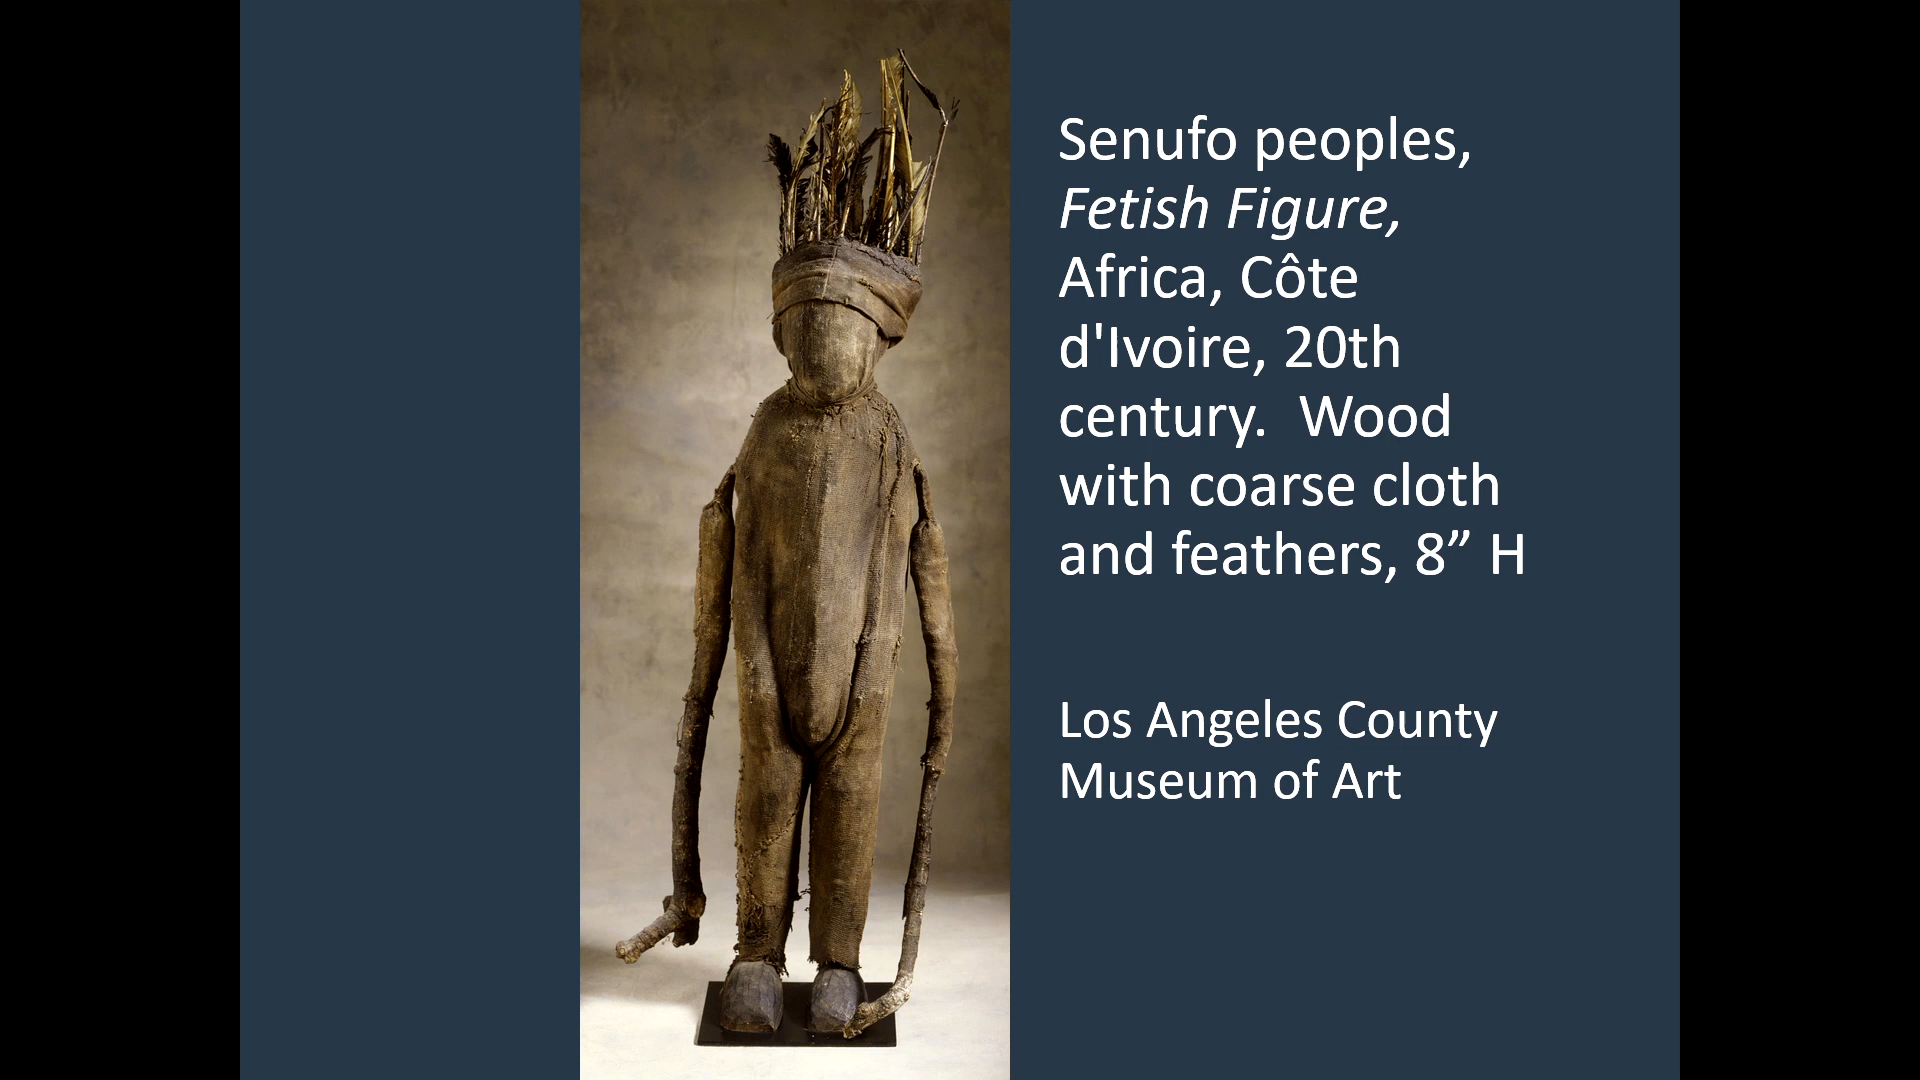 Senufo peoples,
Fetish Figure,
Africa, Côte
d'Ivoire, 20th
century.  Wood
with coarse cloth
and feathers, 8” H
Los Angeles County
Museum of Art